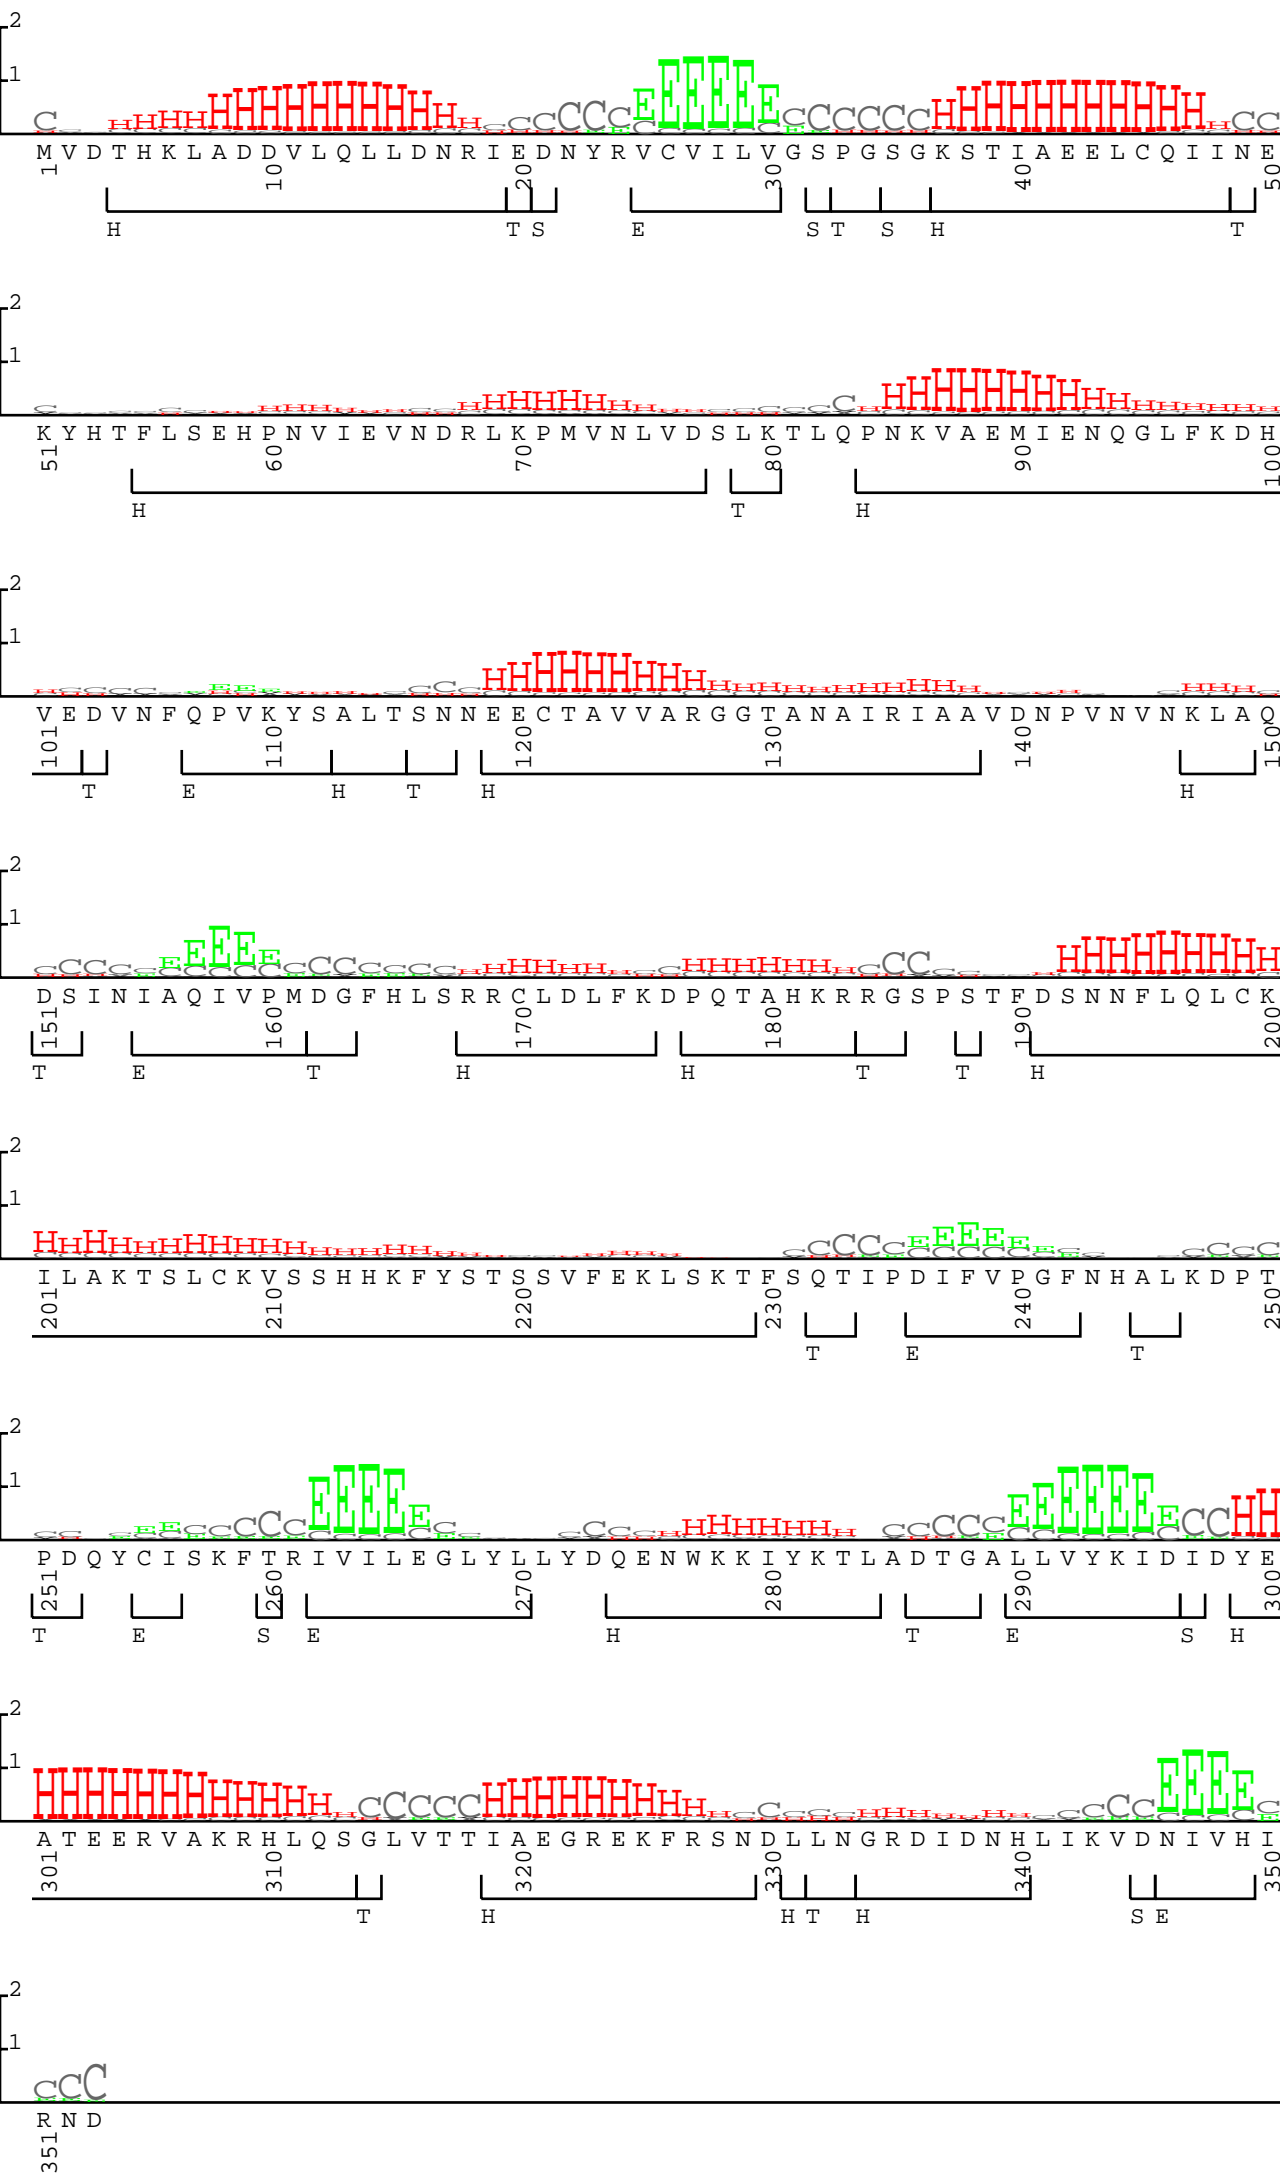 2
1
M V D T H K L A D D V L Q L L D N R I E D N Y R V C V I L V G S P G S G K S T I A E E L C Q I I N E
1 10 20 30 40 50
H T S E S T S H T
2
1
K Y H T F L S E H P N V I E V N D R L K P M V N L V D S L K T L Q P N K V A E M I E N Q G L F K D H
51 60 70 80 90 100
H T H
2
1
V E D V N F Q P V K Y S A L T S N N E E C T A V V A R G G T A N A I R I A A V D N P V N V N K L A Q
101 110 120 130 140 150
T E H T H H
2
1
D S I N I A Q I V P M D G F H L S R R C L D L F K D P Q T A H K R R G S P S T F D S N N F L Q L C K
151 160 170 180 190 200
T E T H H T T H
2
1
I L A K T S L C K V S S H H K F Y S T S S V F E K L S K T F S Q T I P D I F V P G F N H A L K D P T
201 210 220 230 240 250
T E T
2
1
P D Q Y C I S K F T R I V I L E G L Y L L Y D Q E N W K K I Y K T L A D T G A L L V Y K I D I D Y E
251 260 270 280 290 300
T E S E H T E S H
2
1
A T E E R V A K R H L Q S G L V T T I A E G R E K F R S N D L L N G R D I D N H L I K V D N I V H I
301 310 320 330 340 350
T H H T H S E
2
1
C C C
R N D
351